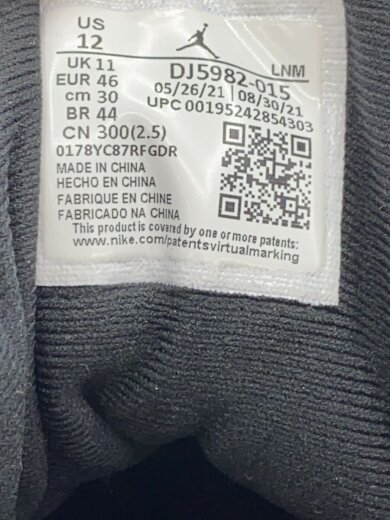 US
12
UK 11
EUR 46
cm 30
BR 44
CN 300(2.5)
DJ5982-015
LNM
05/26/21 | 08/30/21
UPC 00195242854303
0178YC87RFGDR
MADE IN CHINA
HECHO EN CHINA
FABRIQUE EN CHINE
FABRICADO NA CHINA
This product is covered by one or more patents:
www.nike.com/patentsvirtualmarking